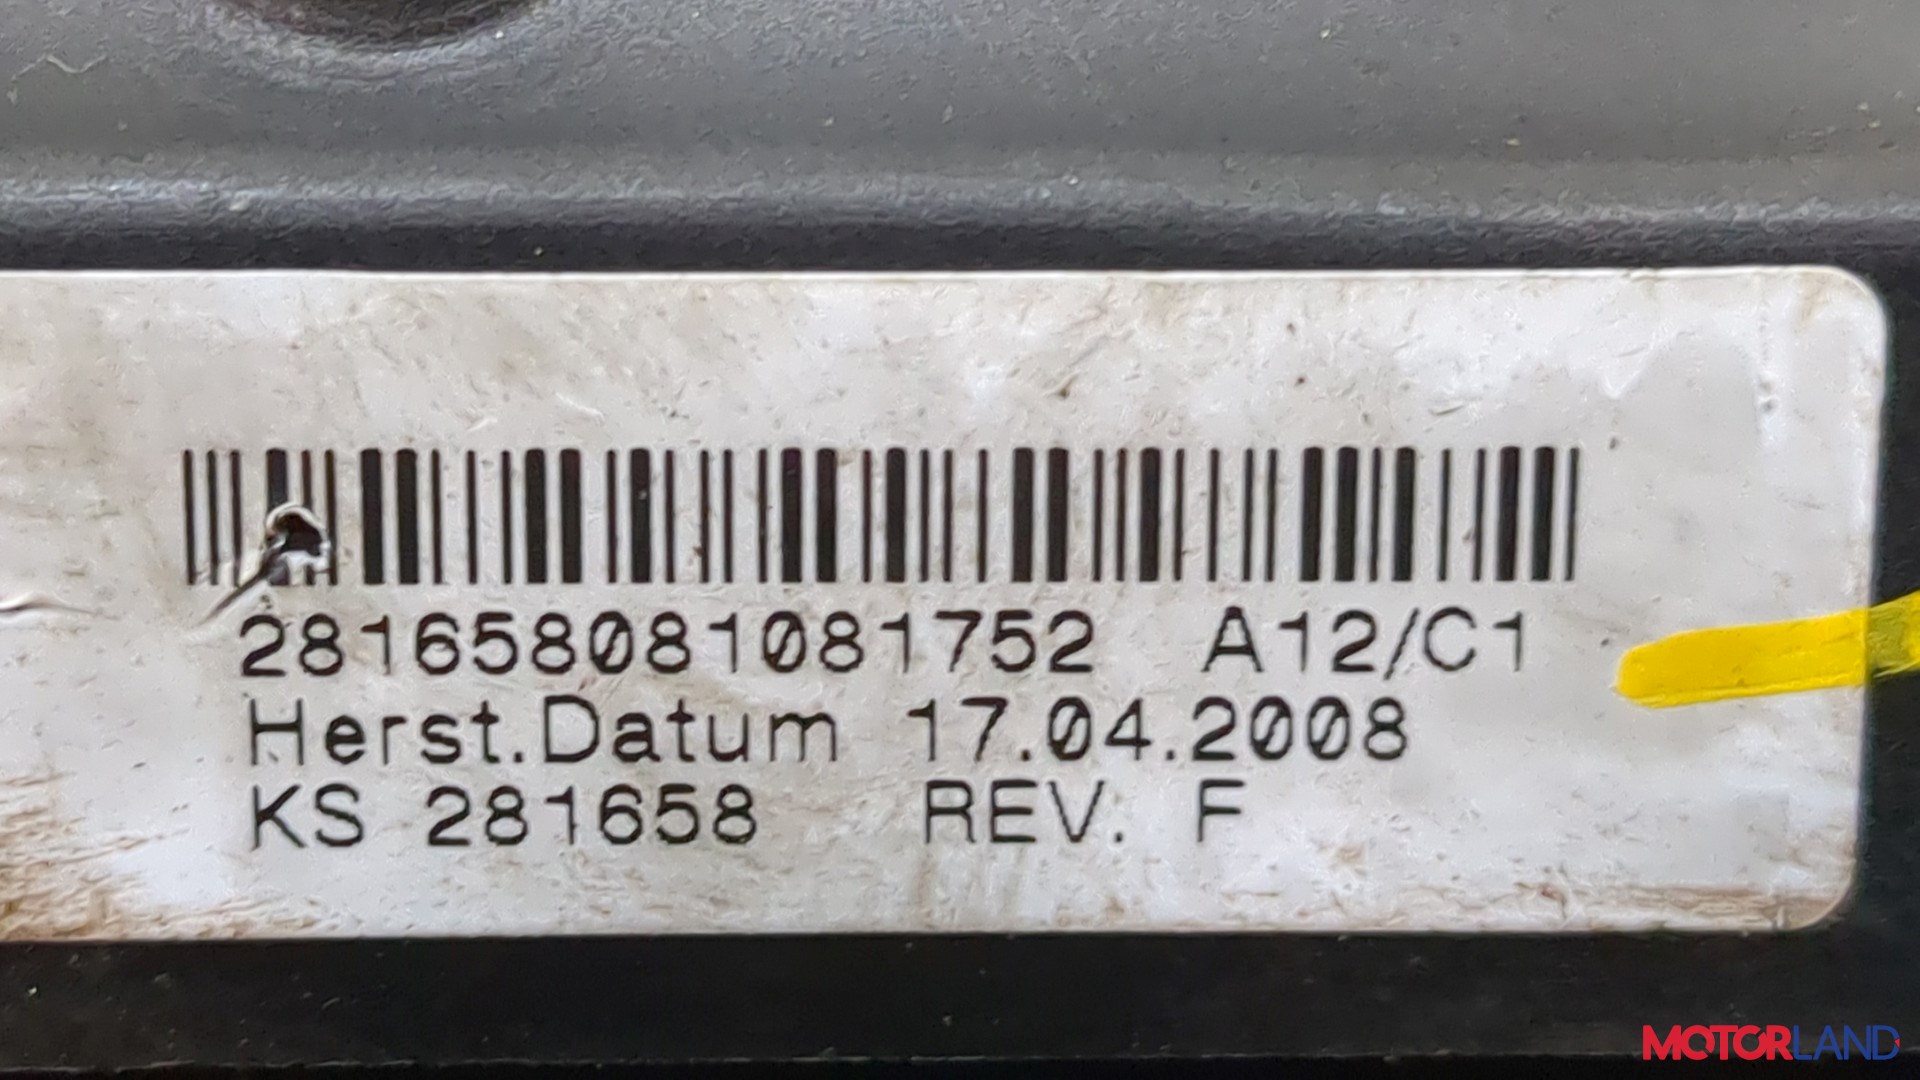 281658081081752 A12/C1
Herst.Datum 17.04.2008
KS 281658 REV. F
MOTORLAND